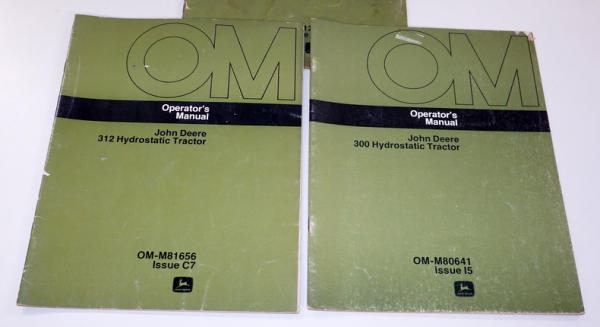 OM
Operator's
Manual
John Deere
312 Hydrostatic Tractor
OM-M81656
Issue C7
OM
Operator's
Manual
John Deere
300 Hydrostatic Tractor
OM-M80641
Issue I5